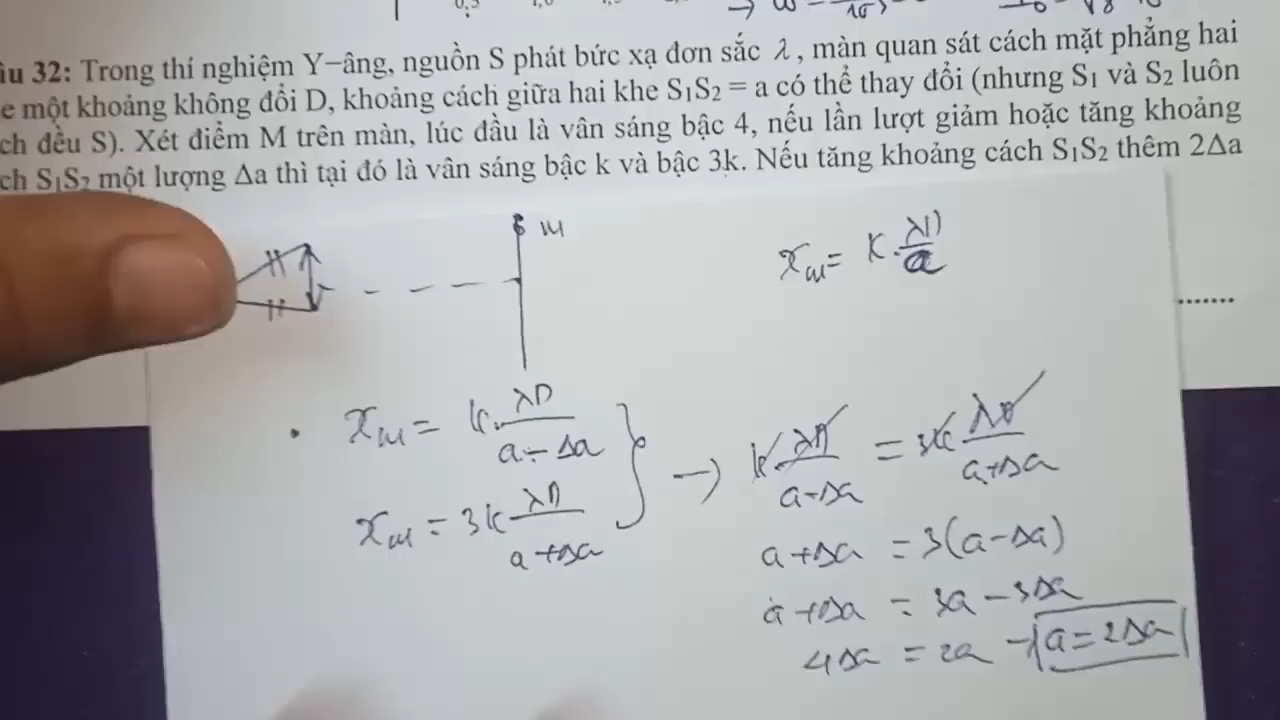 0,5
iu 32: Trong thí nghiệm Y−âng, nguồn S phát bức xạ đơn sắc λ, màn quan sát cách mặt phẳng hai
e một khoảng không đổi D, khoảng cách giữa hai khe S₁S₂ = a có thể thay đổi (nhưng S₁ và S₂ luôn
ch đều S). Xét điểm M trên màn, lúc đầu là vân sáng bậc 4, nếu lần lượt giảm hoặc tăng khoảng
ch S₁S₂ một lượng Δa thì tại đó là vân sáng bậc k và bậc 3k. Nếu tăng khoảng cách S₁S₂ thêm 2Δa
M
x_M = k.λD/a
x_M = k.λD/(a-Δa)
x_M = 3k λD/(a+Δa)
→ k.λD/(a-Δa) = 3k λD/(a+Δa)
a+Δa = 3(a-Δa)
a+Δa = 3a-3Δa
4Δa = 2a → a=2Δa
........